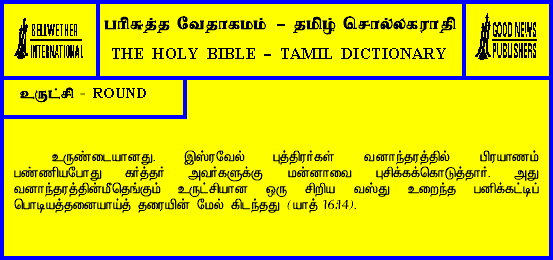 BELLWETHER
INTERNATIONAL
பரிசுத்த வேதாகமம் - தமிழ் சொல்லகராதி
THE HOLY BIBLE - TAMIL DICTIONARY
GOOD NEWS
PUBLISHERS
உருட்சி - ROUND
உருண்டையானது. இஸ்ரவேல் புத்திரர்கள் வனாந்தரத்தில் பிரயாணம்
பண்ணியபோது கர்த்தர் அவர்களுக்கு மன்னாவை புசிக்கக்கொடுத்தார். அது
வனாந்தரத்தின்மீதெங்கும் உருட்சியான ஒரு சிறிய வஸ்து உறைந்த பனிக்கட்டிப்
பொடியத்தனையாய்த் தரையின் மேல் கிடந்தது (யாத் 16:14).